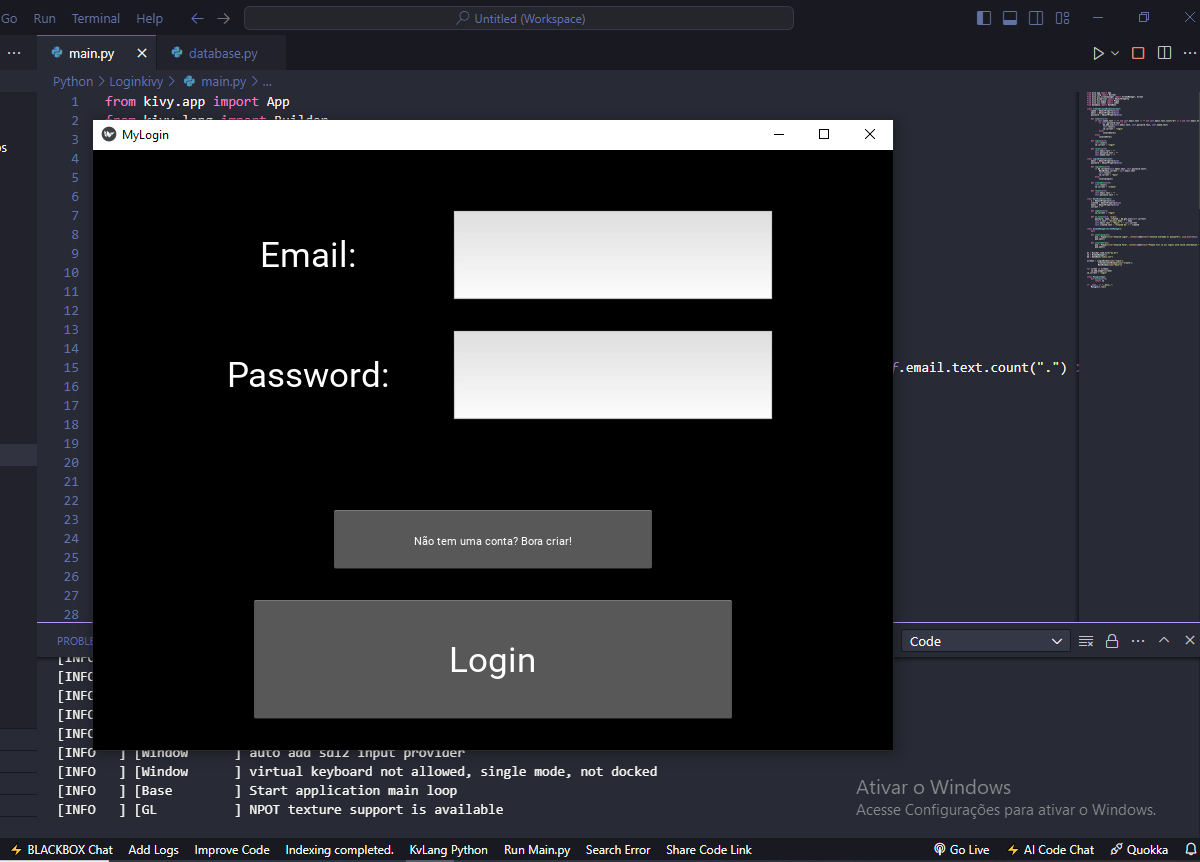 Go Run Terminal Help Untitled (Workspace)
main.py database.py
Python > Loginkivy > main.py > ...
1 from kivy.app import App
2 from kivy.lang import Builder
MyLogin
3
4
5
6
7
8
9
10
11
12
13
14
15 f.email.text.count(".")
16
17
18
19
20
21
22
23
24
25
26
27
28
Email:
Password:
Não tem uma conta? Bora criar!
Login
PROBLE
Code
[INFO
[INFO
[INFO
[INFO
[INFO
[INFO ] [Window ] auto add sdl2 input provider
[INFO ] [Window ] virtual keyboard not allowed, single mode, not docked
[INFO ] [Base ] Start application main loop
[INFO ] [GL ] NPOT texture support is available
Ativar o Windows
Acesse Configurações para ativar o Windows.
BLACKBOX Chat Add Logs Improve Code Indexing completed. KvLang Python Run Main.py Search Error Share Code Link Go Live AI Code Chat Quokka